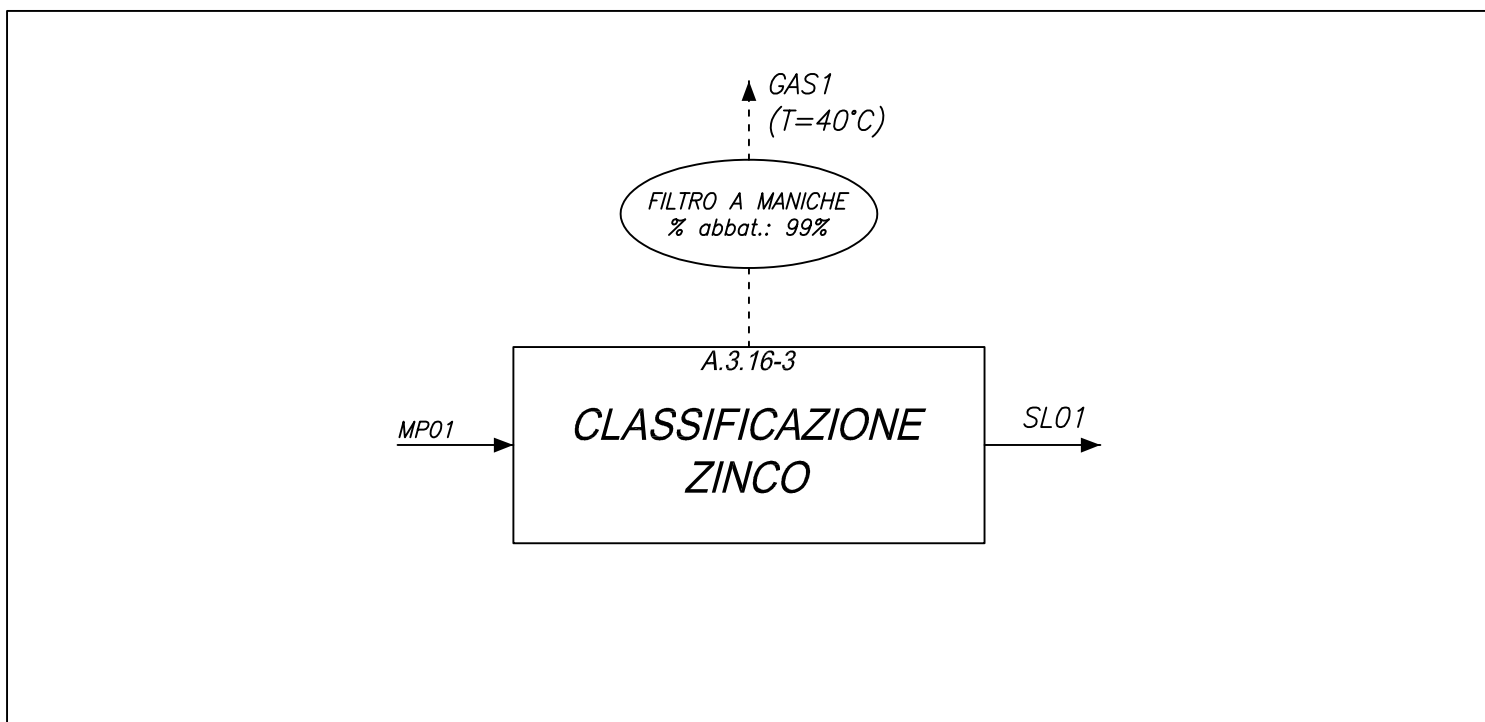 GAS1
(T=40°C)
FILTRO A MANICHE
% abbat.: 99%
A.3.16-3
CLASSIFICAZIONE
ZINCO
MP01
SL01